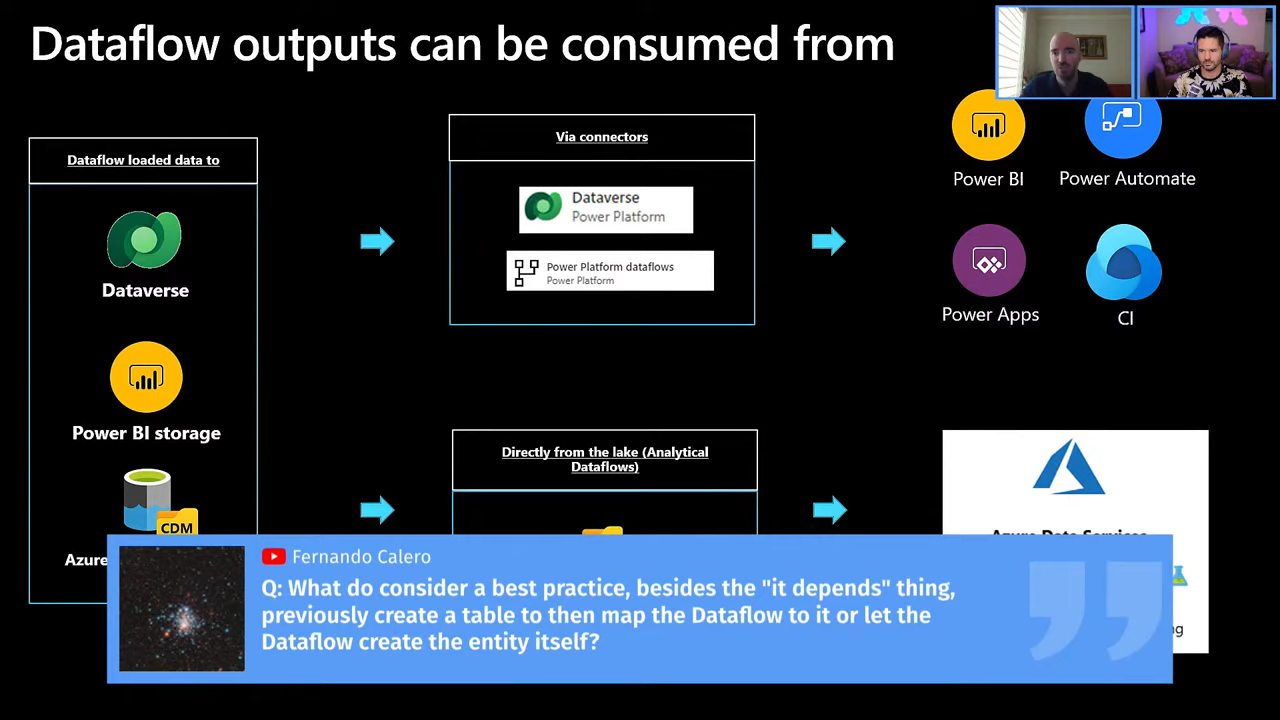 Dataflow outputs can be consumed from
Dataflow loaded data to
Dataverse
Power BI storage
CDM
Azure
Via connectors
Dataverse
Power Platform
Power Platform dataflows
Power Platform
Directly from the lake (Analytical
Dataflows)
Power BI
Power Automate
Power Apps
CI
Azure Data Services
Fernando Calero
Q: What do consider a best practice, besides the "it depends" thing,
previously create a table to then map the Dataflow to it or let the
Dataflow create the entity itself?